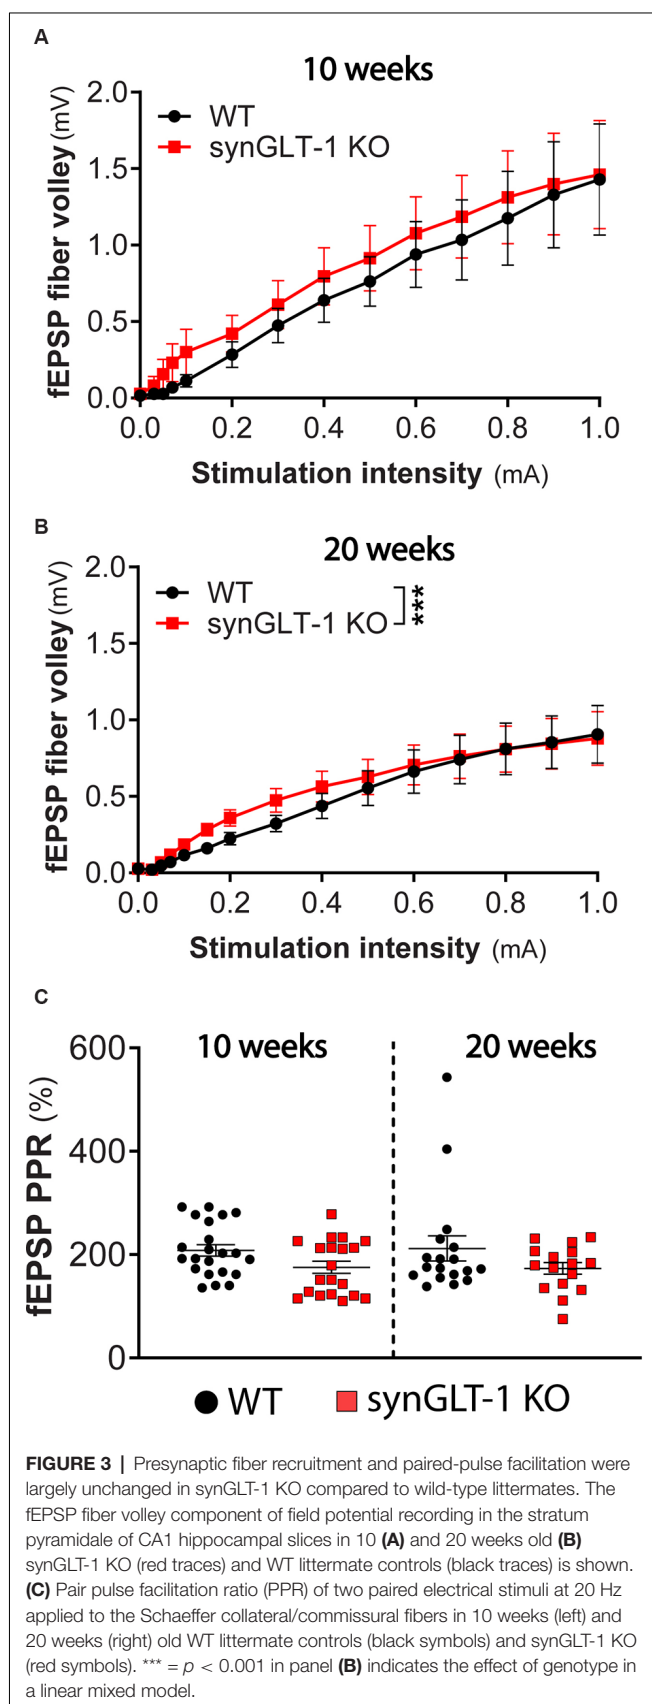 A
10 weeks
WT
synGLT-1 KO
fEPSP fiber volley (mV)
2.0
1.5
1.0
0.5
0.0
0.0 0.2 0.4 0.6 0.8 1.0
Stimulation intensity (mA)
B
20 weeks
WT
synGLT-1 KO
***
fEPSP fiber volley (mV)
2.0
1.5
1.0
0.5
0.0
0.0 0.2 0.4 0.6 0.8 1.0
Stimulation intensity (mA)
C
10 weeks 20 weeks
fEPSP PPR (%)
600
400
200
0
WT synGLT-1 KO
FIGURE 3 | Presynaptic fiber recruitment and paired-pulse facilitation were
largely unchanged in synGLT-1 KO compared to wild-type littermates. The
fEPSP fiber volley component of field potential recording in the stratum
pyramidale of CA1 hippocampal slices in 10 (A) and 20 weeks old (B)
synGLT-1 KO (red traces) and WT littermate controls (black traces) is shown.
(C) Pair pulse facilitation ratio (PPR) of two paired electrical stimuli at 20 Hz
applied to the Schaeffer collateral/commissural fibers in 10 weeks (left) and
20 weeks (right) old WT littermate controls (black symbols) and synGLT-1 KO
(red symbols). *** = p < 0.001 in panel (B) indicates the effect of genotype in
a linear mixed model.